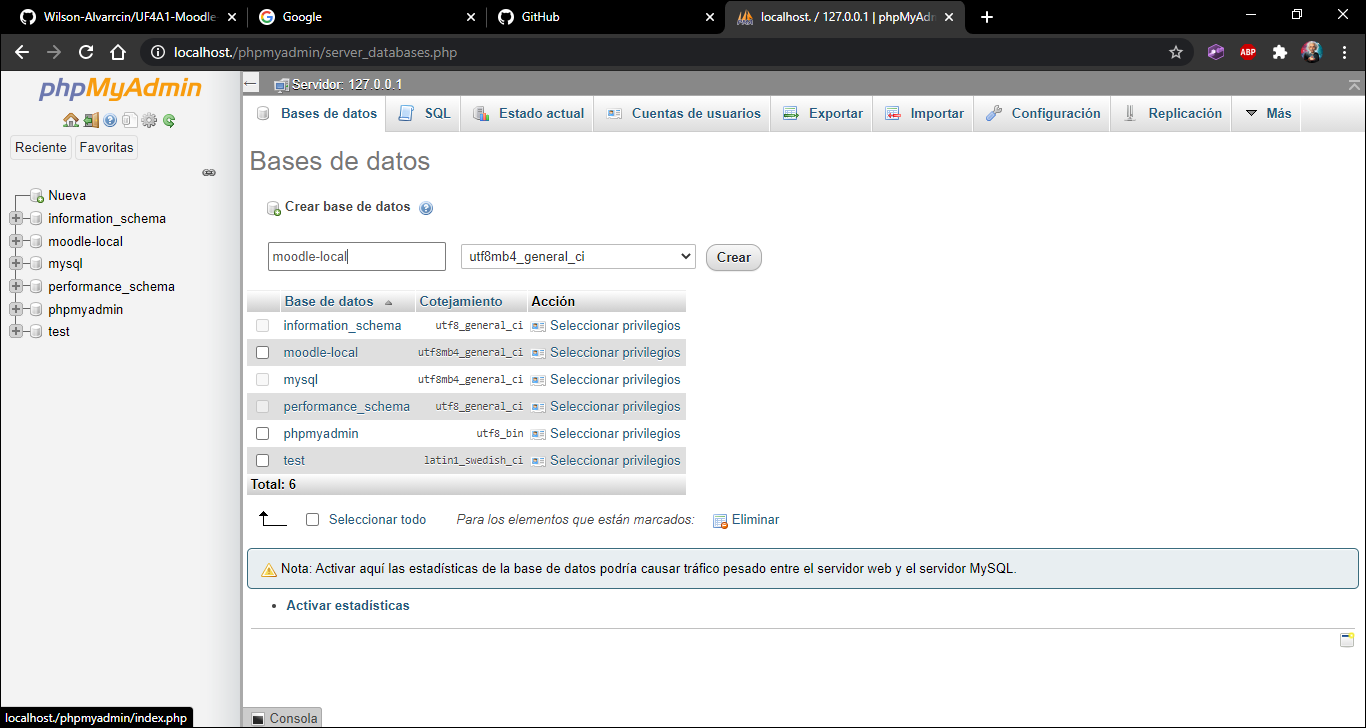 Wilson-Alvarrcin/UF4A1-Moodle
Google
GitHub
localhost. / 127.0.0.1 | phpMyAdm
localhost./phpmyadmin/server_databases.php
ABP
phpMyAdmin
Reciente
Favoritas
Nueva
information_schema
moodle-local
mysql
performance_schema
phpmyadmin
test
Servidor: 127.0.0.1
Bases de datos
SQL
Estado actual
Cuentas de usuarios
Exportar
Importar
Configuración
Replicación
Más
Bases de datos
Crear base de datos
moodle-local
utf8mb4_general_ci
Crear
Base de datos Cotejamiento Acción
information_schema utf8_general_ci Seleccionar privilegios
moodle-local utf8mb4_general_ci Seleccionar privilegios
mysql utf8mb4_general_ci Seleccionar privilegios
performance_schema utf8_general_ci Seleccionar privilegios
phpmyadmin utf8_bin Seleccionar privilegios
test latin1_swedish_ci Seleccionar privilegios
Total: 6
Seleccionar todo Para los elementos que están marcados: Eliminar
Nota: Activar aquí las estadísticas de la base de datos podría causar tráfico pesado entre el servidor web y el servidor MySQL.
Activar estadísticas
localhost./phpmyadmin/index.php
Consola